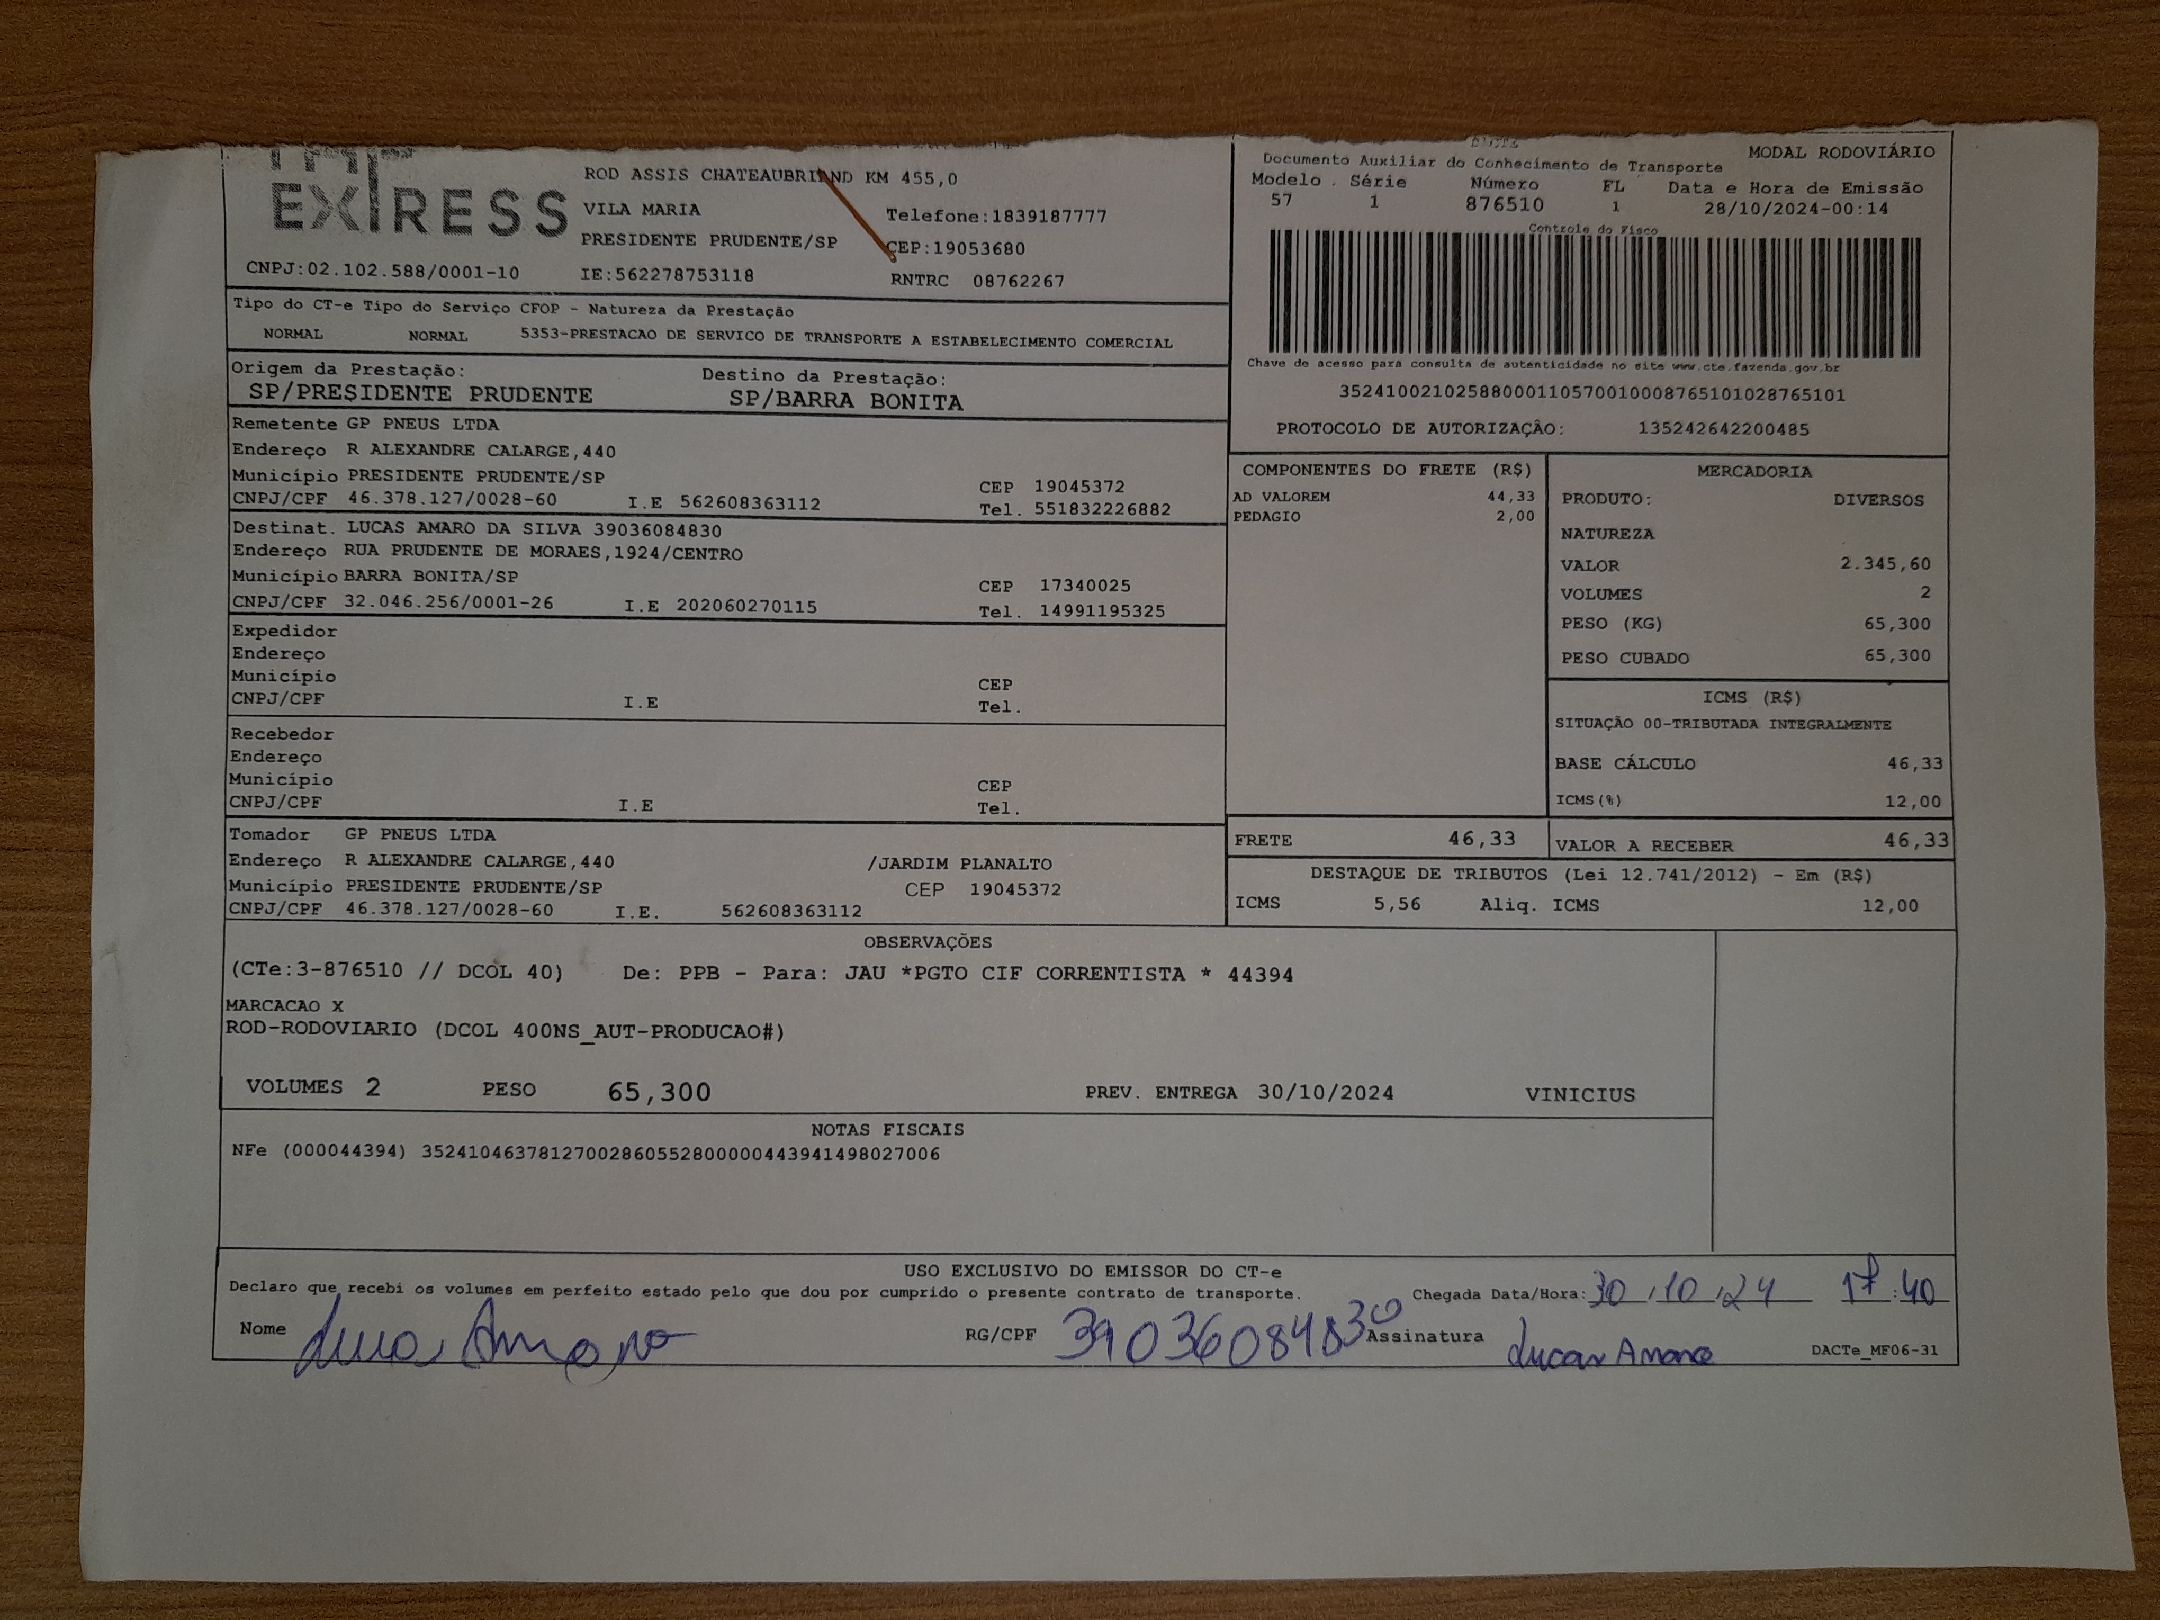 EXPRESS
ROD ASSIS CHATEAUBRIAND KM 455,0
VILA MARIA
Telefone:1839187777
PRESIDENTE PRUDENTE/SP
CEP:19053680
CNPJ:02.102.588/0001-10 IE:562278753118
RNTRC 08762267
MODAL RODOVIÁRIO
Documento Auxiliar do Conhecimento de Transporte
Modelo . Série Número FL Data e Hora de Emissão
57 1 876510 1 28/10/2024-00:14
Controle do Fisco
Chave de acesso para consulta de autenticidade no site www.cte.fazenda.gov.br
35241002102588000110570010008765101028765101
PROTOCOLO DE AUTORIZAÇÃO: 135242642200485
Tipo do CT-e Tipo do Serviço CFOP - Natureza da Prestação
NORMAL NORMAL 5353-PRESTACAO DE SERVICO DE TRANSPORTE A ESTABELECIMENTO COMERCIAL
Origem da Prestação: Destino da Prestação:
SP/PRESIDENTE PRUDENTE SP/BARRA BONITA
Remetente GP PNEUS LTDA
Endereço R ALEXANDRE CALARGE,440
Município PRESIDENTE PRUDENTE/SP CEP 19045372
CNPJ/CPF 46.378.127/0028-60 I.E 562608363112 Tel. 551832226882
Destinat. LUCAS AMARO DA SILVA 39036084830
Endereço RUA PRUDENTE DE MORAES,1924/CENTRO
Município BARRA BONITA/SP CEP 17340025
CNPJ/CPF 32.046.256/0001-26 I.E 202060270115 Tel. 14991195325
Expedidor
Endereço
Município CEP
CNPJ/CPF I.E Tel.
Recebedor
Endereço
Município CEP
CNPJ/CPF I.E Tel.
Tomador GP PNEUS LTDA
Endereço R ALEXANDRE CALARGE,440 /JARDIM PLANALTO
Município PRESIDENTE PRUDENTE/SP CEP 19045372
CNPJ/CPF 46.378.127/0028-60 I.E. 562608363112
COMPONENTES DO FRETE (R$)
AD VALOREM 44,33
PEDAGIO 2,00
MERCADORIA
PRODUTO: DIVERSOS
NATUREZA
VALOR 2.345,60
VOLUMES 2
PESO (KG) 65,300
PESO CUBADO 65,300
ICMS (R$)
SITUAÇÃO 00-TRIBUTADA INTEGRALMENTE
BASE CÁLCULO 46,33
ICMS(%) 12,00
FRETE 46,33 VALOR A RECEBER 46,33
DESTAQUE DE TRIBUTOS (Lei 12.741/2012) - Em (R$)
ICMS 5,56 Aliq. ICMS 12,00
OBSERVAÇÕES
(CTe:3-876510 // DCOL 40) De: PPB - Para: JAU *PGTO CIF CORRENTISTA * 44394
MARCACAO X
ROD-RODOVIARIO (DCOL 400NS_AUT-PRODUCAO#)
VOLUMES 2 PESO 65,300 PREV. ENTREGA 30/10/2024 VINICIUS
NOTAS FISCAIS
NFe (000044394) 35241046378127002860552800000443941498027006
USO EXCLUSIVO DO EMISSOR DO CT-e
Declaro que recebi os volumes em perfeito estado pelo que dou por cumprido o presente contrato de transporte. Chegada Data/Hora: 30.10.24 17:40
Nome Lucas Amaro RG/CPF 39036084830 Assinatura Lucas Amaro DACTe_MF06-31